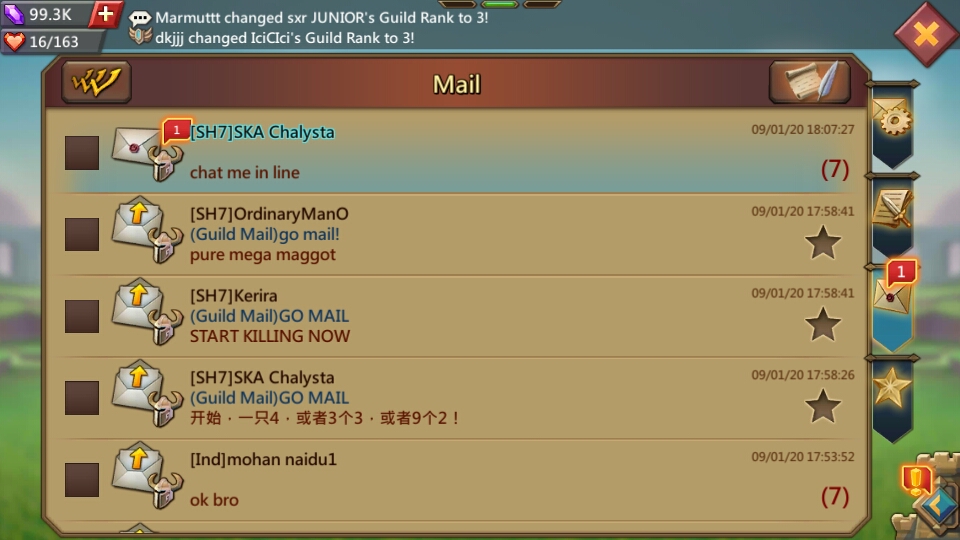 99.3K
Marmuttt changed sxr JUNIOR's Guild Rank to 3!
16/163
dkjjj changed IciCIci's Guild Rank to 3!
Mail
1
[SH7]SKA Chalysta
09/01/20 18:07:27
chat me in line
(7)
[SH7]OrdinaryManO
09/01/20 17:58:41
(Guild Mail)go mail!
pure mega maggot
[SH7]Kerira
09/01/20 17:58:41
(Guild Mail)GO MAIL
START KILLING NOW
1
[SH7]SKA Chalysta
09/01/20 17:58:26
(Guild Mail)GO MAIL
开始·一只4·或者3个3·或者9个2！
[Ind]mohan naidu1
09/01/20 17:53:52
ok bro
(7)